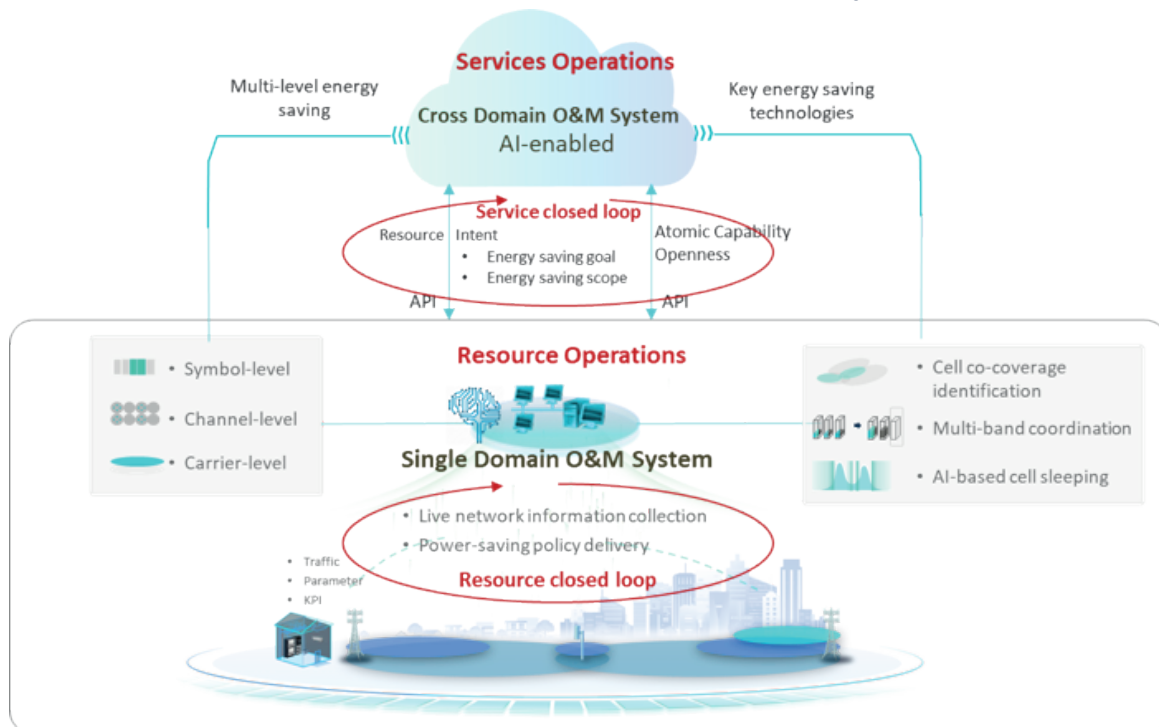 Services Operations
Multi-level energy
saving
Key energy saving
technologies
Cross Domain O&M System
AI-enabled
Service closed loop
Resource
Intent
• Energy saving goal
• Energy saving scope
Atomic Capability
Openness
API
API
Resource Operations
• Symbol-level
• Channel-level
• Carrier-level
• Cell co-coverage
identification
• Multi-band coordination
• AI-based cell sleeping
Single Domain O&M System
• Live network information collection
• Power-saving policy delivery
Resource closed loop
• Traffic
• Parameter
• KPI